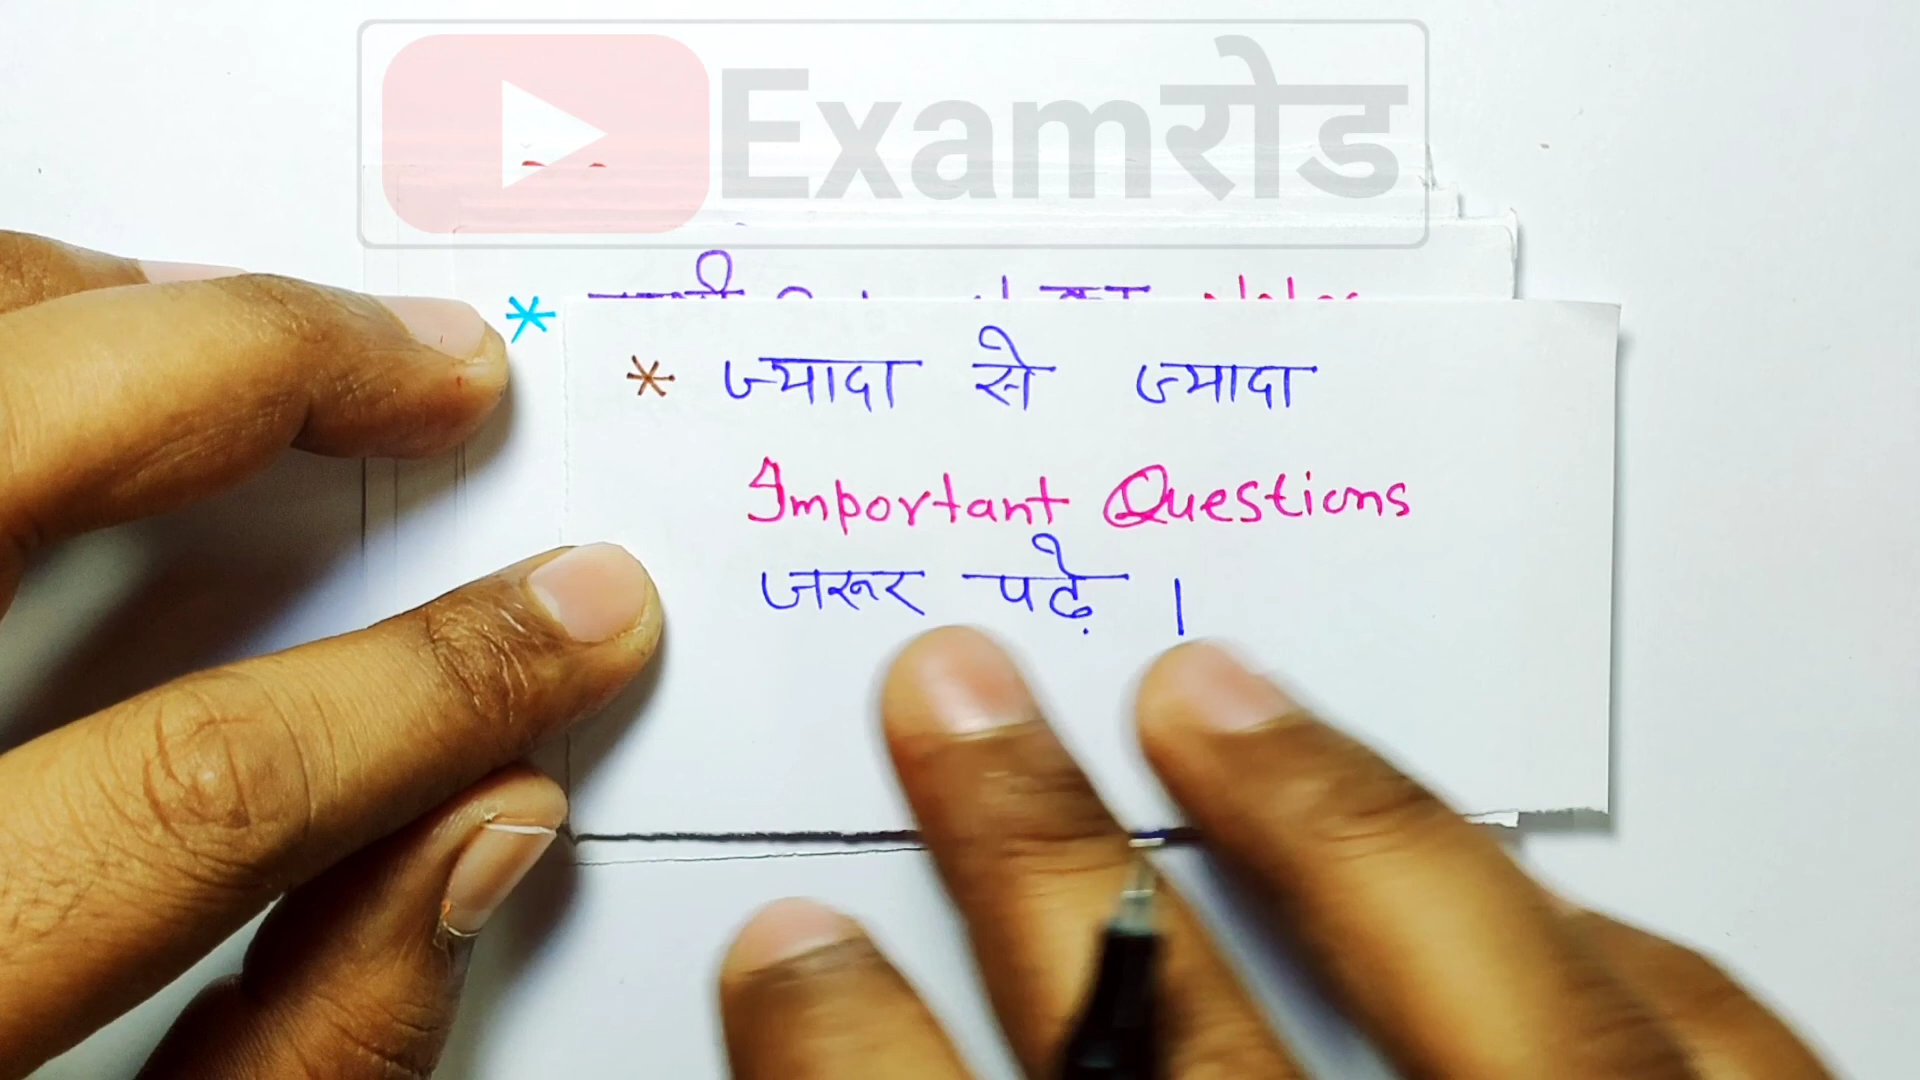 Examरोड
* ज्यादा से ज्यादा
Important Questions
जरूर पढ़े ।